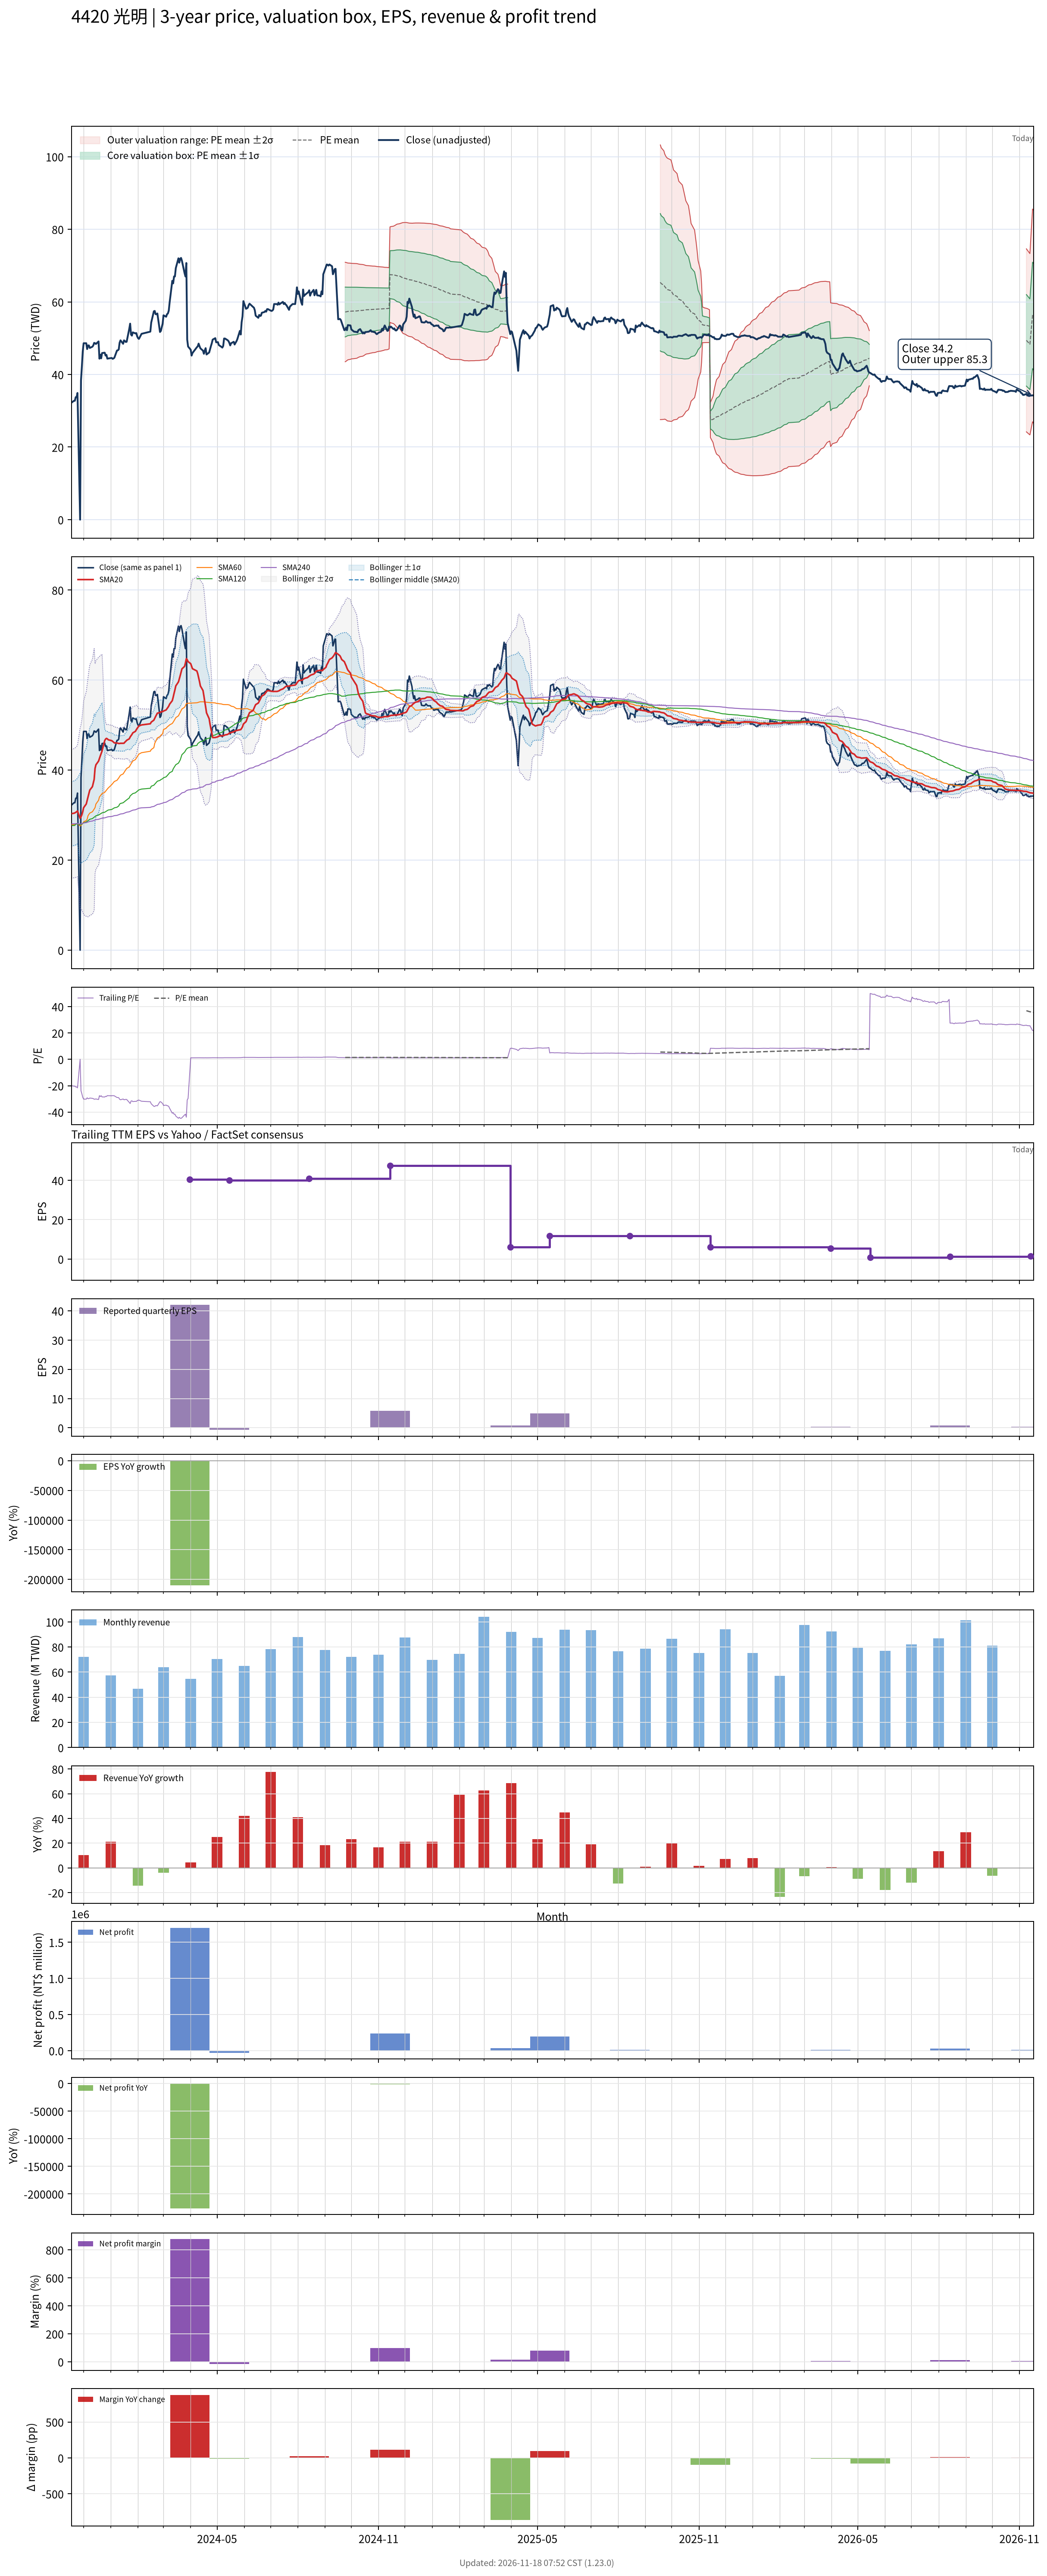 4420 光明 | 3-year price, valuation box, EPS, revenue & profit trend
Outer valuation range: PE mean ±2σ
Core valuation box: PE mean ±1σ
PE mean
Close (unadjusted)
Today
Price (TWD)
100
80
60
40
20
0
Close 34.2
Outer upper 85.3
Close (same as panel 1)
SMA20
SMA60
SMA120
SMA240
Bollinger ±2σ
Bollinger ±1σ
Bollinger middle (SMA20)
Price
80
60
40
20
0
Trailing P/E
P/E mean
P/E
40
20
0
-20
-40
Trailing TTM EPS vs Yahoo / FactSet consensus
Today
EPS
40
20
0
Reported quarterly EPS
EPS
40
30
20
10
0
EPS YoY growth
YoY (%)
0
-50000
-100000
-150000
-200000
Monthly revenue
Revenue (M TWD)
100
80
60
40
20
0
Revenue YoY growth
YoY (%)
80
60
40
20
0
-20
Month
1e6
Net profit
Net profit (NT$ million)
1.5
1.0
0.5
0.0
Net profit YoY
YoY (%)
0
-50000
-100000
-150000
-200000
Net profit margin
Margin (%)
800
600
400
200
0
Margin YoY change
Δ margin (pp)
500
0
-500
2024-05
2024-11
2025-05
2025-11
2026-05
2026-11
Updated: 2026-11-18 07:52 CST (1.23.0)